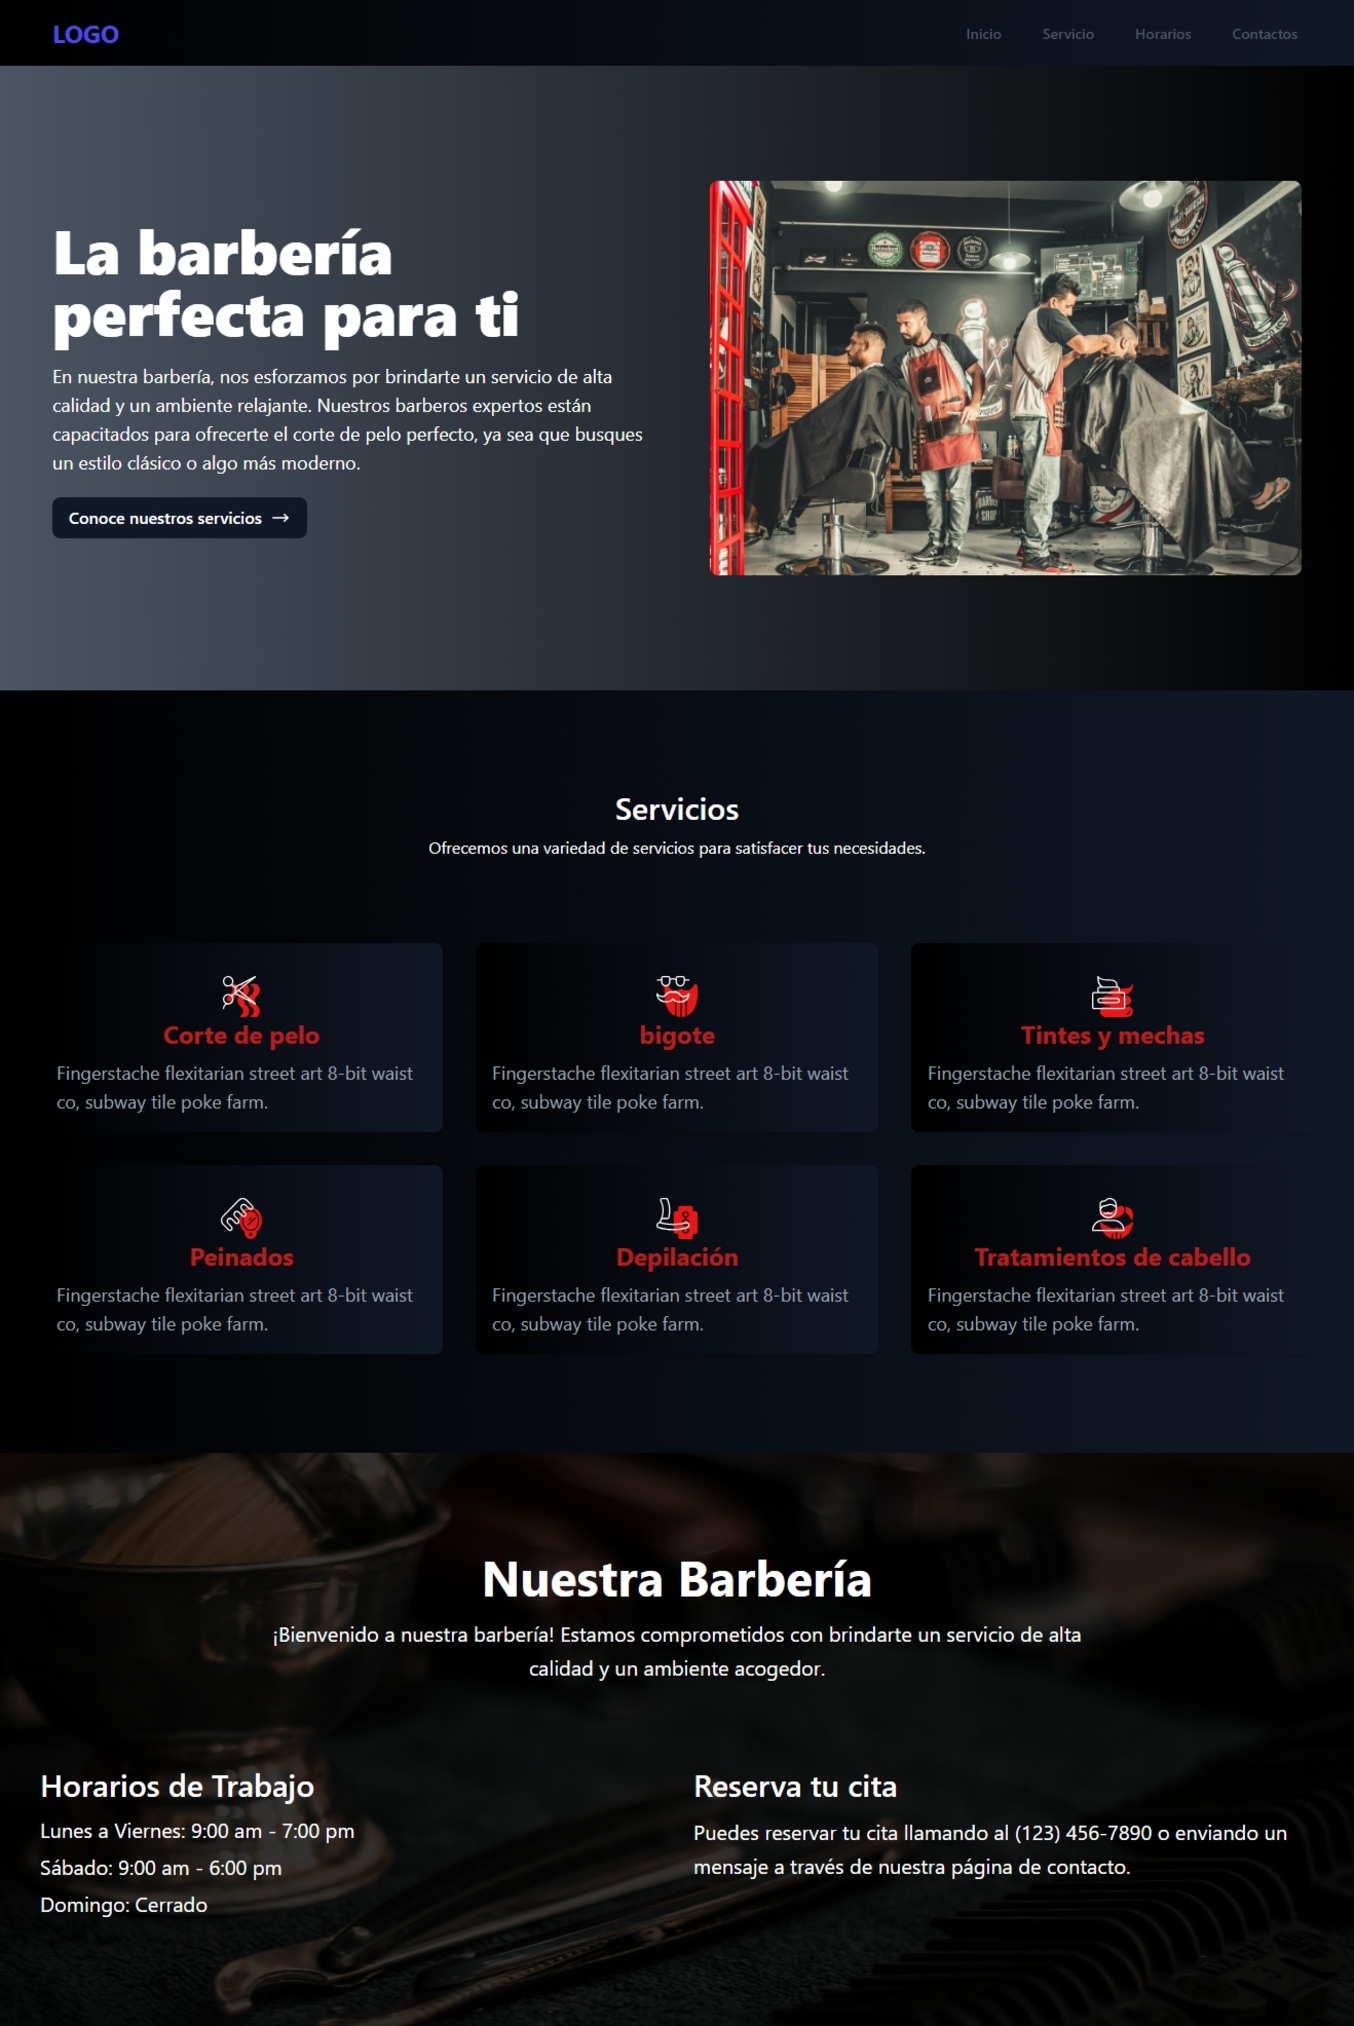 LOGO
Inicio
Servicio
Horarios
Contactos
La barbería
perfecta para ti
En nuestra barbería, nos esforzamos por brindarte un servicio de alta
calidad y un ambiente relajante. Nuestros barberos expertos están
capacitados para ofrecerte el corte de pelo perfecto, ya sea que busques
un estilo clásico o algo más moderno.
Conoce nuestros servicios →
Servicios
Ofrecemos una variedad de servicios para satisfacer tus necesidades.
Corte de pelo
Fingerstache flexitarian street art 8-bit waist
co, subway tile poke farm.
bigote
Fingerstache flexitarian street art 8-bit waist
co, subway tile poke farm.
Tintes y mechas
Fingerstache flexitarian street art 8-bit waist
co, subway tile poke farm.
Peinados
Fingerstache flexitarian street art 8-bit waist
co, subway tile poke farm.
Depilación
Fingerstache flexitarian street art 8-bit waist
co, subway tile poke farm.
Tratamientos de cabello
Fingerstache flexitarian street art 8-bit waist
co, subway tile poke farm.
Nuestra Barbería
¡Bienvenido a nuestra barbería! Estamos comprometidos con brindarte un servicio de alta
calidad y un ambiente acogedor.
Horarios de Trabajo
Lunes a Viernes: 9:00 am - 7:00 pm
Sábado: 9:00 am - 6:00 pm
Domingo: Cerrado
Reserva tu cita
Puedes reservar tu cita llamando al (123) 456-7890 o enviando un
mensaje a través de nuestra página de contacto.